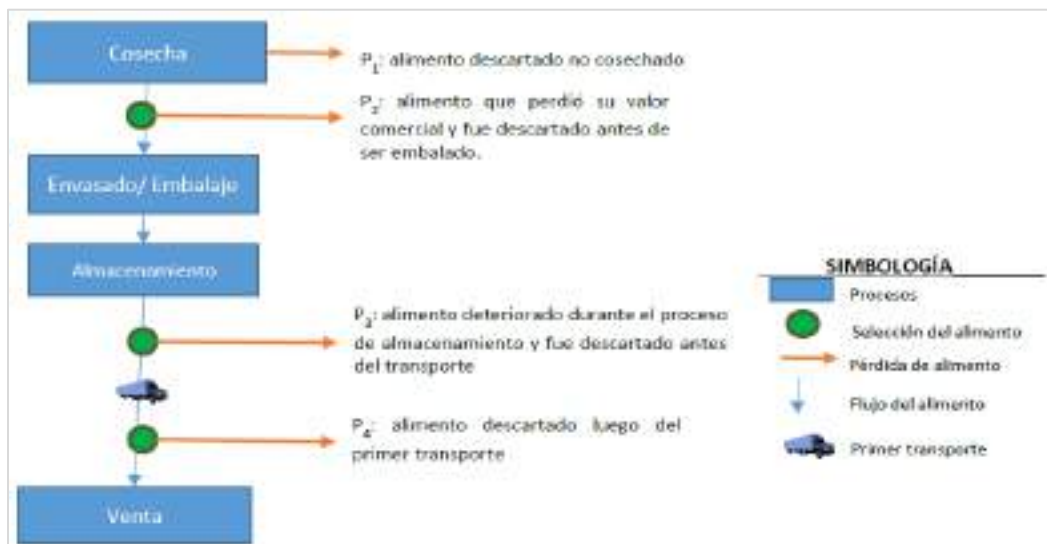 Cosecha
P1: alimento descartado no cosechado
P2: alimento que perdió su valor
comercial y fue descartado antes de
ser embalado.
Envasado/ Embalaje
Almacenamiento
P3: alimento deteriorado durante el proceso
de almacenamiento y fue descartado antes
del transporte
P4: alimento descartado luego del
primer transporte
Venta
SIMBOLOGÍA
Procesos
Selección del alimento
Pérdida de alimento
Flujo del alimento
Primer transporte